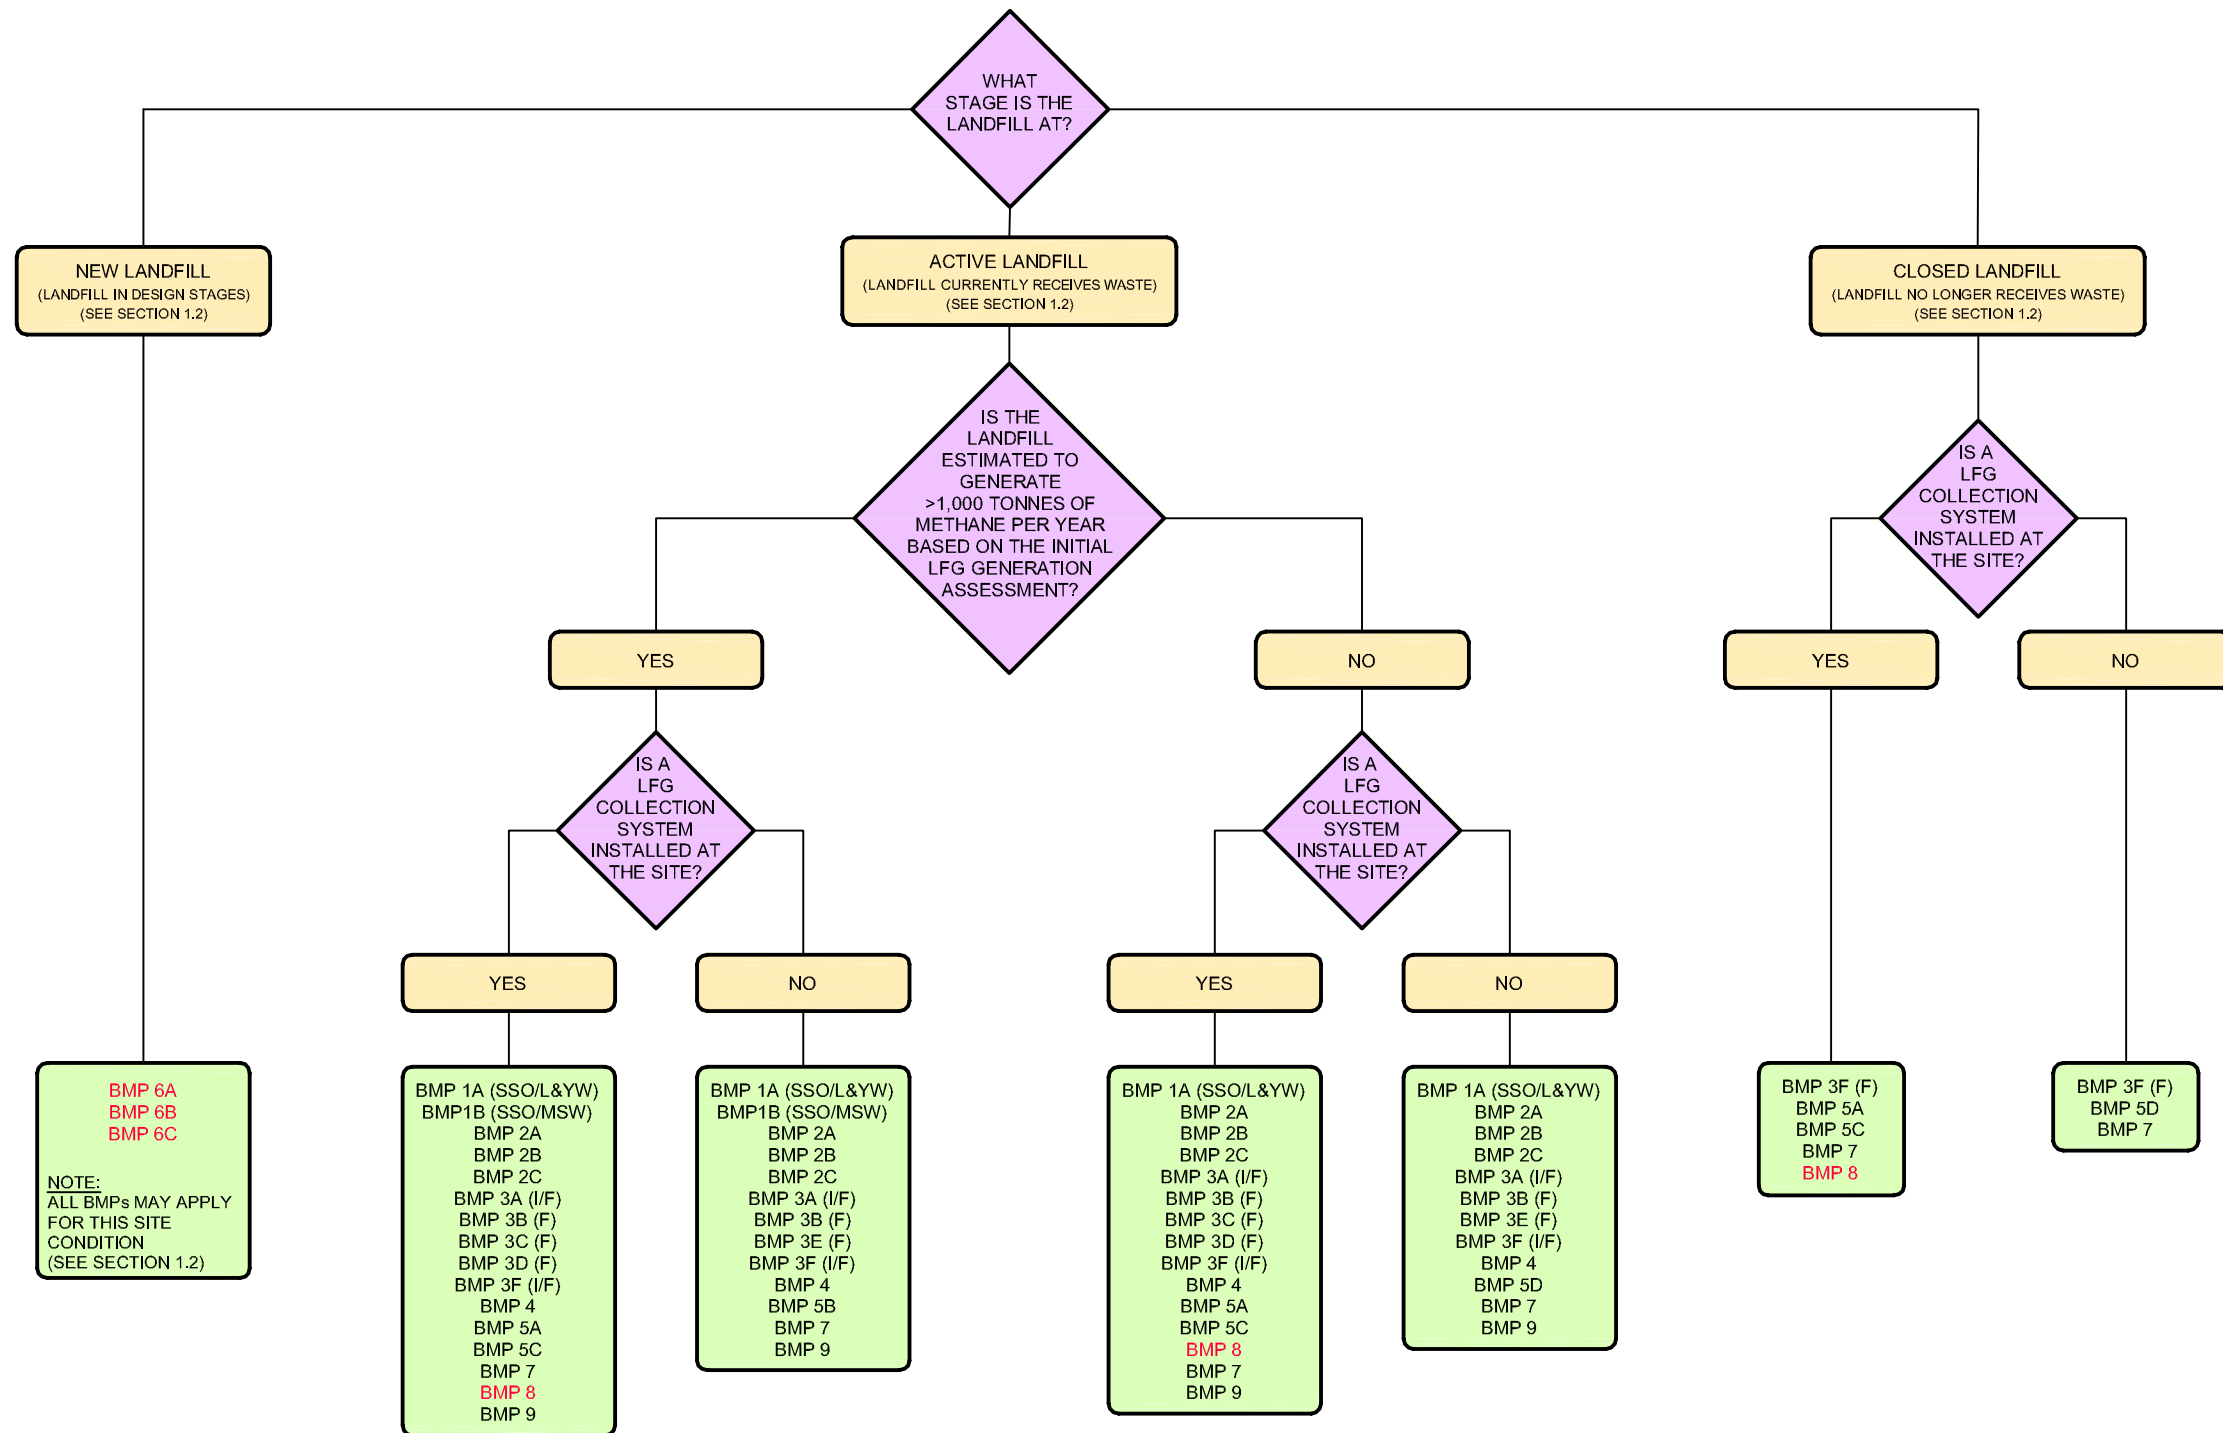 WHAT
STAGE IS THE
LANDFILL AT?
NEW LANDFILL
(LANDFILL IN DESIGN STAGES)
(SEE SECTION 1.2)
ACTIVE LANDFILL
(LANDFILL CURRENTLY RECEIVES WASTE)
(SEE SECTION 1.2)
CLOSED LANDFILL
(LANDFILL NO LONGER RECEIVES WASTE)
(SEE SECTION 1.2)
IS THE
LANDFILL
ESTIMATED TO
GENERATE
>1,000 TONNES OF
METHANE PER YEAR
BASED ON THE INITIAL
LFG GENERATION
ASSESSMENT?
IS A
LFG
COLLECTION
SYSTEM
INSTALLED AT
THE SITE?
YES
NO
YES
NO
IS A
LFG
COLLECTION
SYSTEM
INSTALLED AT
THE SITE?
IS A
LFG
COLLECTION
SYSTEM
INSTALLED AT
THE SITE?
YES
NO
YES
NO
BMP 6A
BMP 6B
BMP 6C
NOTE:
ALL BMPs MAY APPLY
FOR THIS SITE
CONDITION
(SEE SECTION 1.2)
BMP 1A (SSO/L&YW)
BMP1B (SSO/MSW)
BMP 2A
BMP 2B
BMP 2C
BMP 3A (I/F)
BMP 3B (F)
BMP 3C (F)
BMP 3D (F)
BMP 3F (I/F)
BMP 4
BMP 5A
BMP 5C
BMP 7
BMP 8
BMP 9
BMP 1A (SSO/L&YW)
BMP1B (SSO/MSW)
BMP 2A
BMP 2B
BMP 2C
BMP 3A (I/F)
BMP 3B (F)
BMP 3E (F)
BMP 3F (I/F)
BMP 4
BMP 5B
BMP 7
BMP 9
BMP 1A (SSO/L&YW)
BMP 2A
BMP 2B
BMP 2C
BMP 3A (I/F)
BMP 3B (F)
BMP 3C (F)
BMP 3D (F)
BMP 3F (I/F)
BMP 4
BMP 5A
BMP 5C
BMP 8
BMP 7
BMP 9
BMP 1A (SSO/L&YW)
BMP 2A
BMP 2B
BMP 2C
BMP 3A (I/F)
BMP 3B (F)
BMP 3E (F)
BMP 3F (I/F)
BMP 4
BMP 5D
BMP 7
BMP 9
BMP 3F (F)
BMP 5A
BMP 5C
BMP 7
BMP 8
BMP 3F (F)
BMP 5D
BMP 7